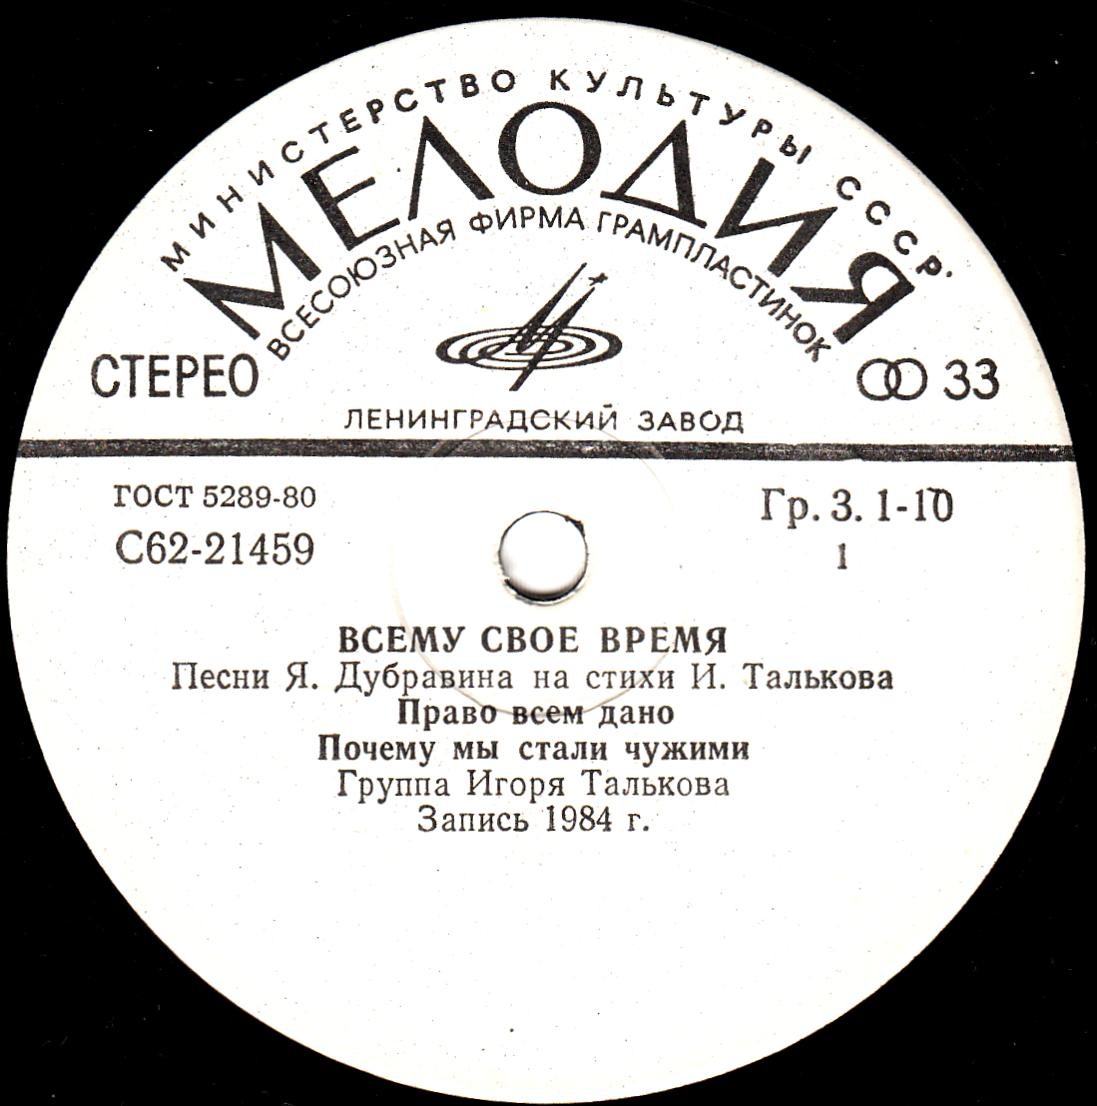 МИНИСТЕРСТВО КУЛЬТУРЫ СССР.
МЕЛОДИЯ
ВСЕСОЮЗНАЯ ФИРМА ГРАМПЛАСТИНОК
СТЕРЕО
33
ЛЕНИНГРАДСКИЙ ЗАВОД
ГОСТ 5289-80
Гр. 3. 1-10
С62-21459
1
ВСЕМУ СВОЕ ВРЕМЯ
Песни Я. Дубравина на стихи И. Талькова
Право всем дано
Почему мы стали чужими
Группа Игоря Талькова
Запись 1984 г.